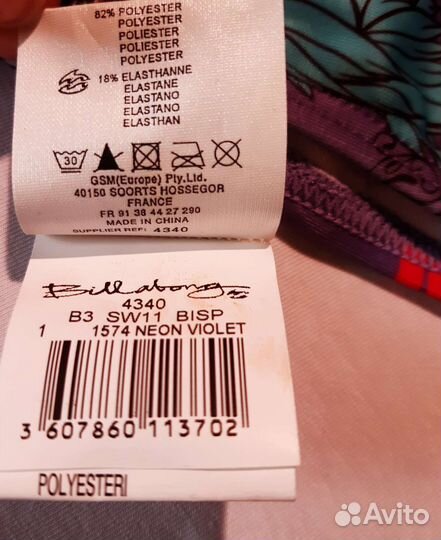 82% POLYESTER
POLYESTER
POLIESTER
POLIESTER
POLYESTER
18% ELASTHANNE
ELASTANE
ELASTANO
ELASTANO
ELASTHAN
30
GSM(Europe) Pty.Ltd.
40150 SOORTS HOSSEGOR
FRANCE
FR 91 38 44 27 290
MADE IN CHINA
SUPPLIER REF: 4340
Billabong
4340
B3 SW11 BISP
1 1574 NEON VIOLET
3 607860 113702
POLYESTERI
Avito